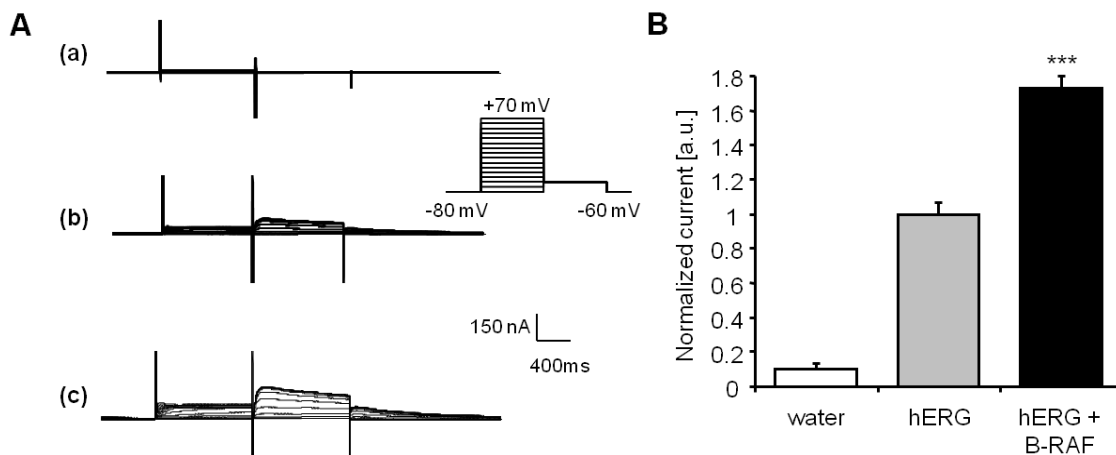 A
(a)
+70 mV
-80 mV
-60 mV
(b)
150 nA
400ms
(c)
B
***
Normalized current [a.u.]
1.8
1.6
1.4
1.2
1
0.8
0.6
0.4
0.2
0
water
hERG
hERG +
B-RAF